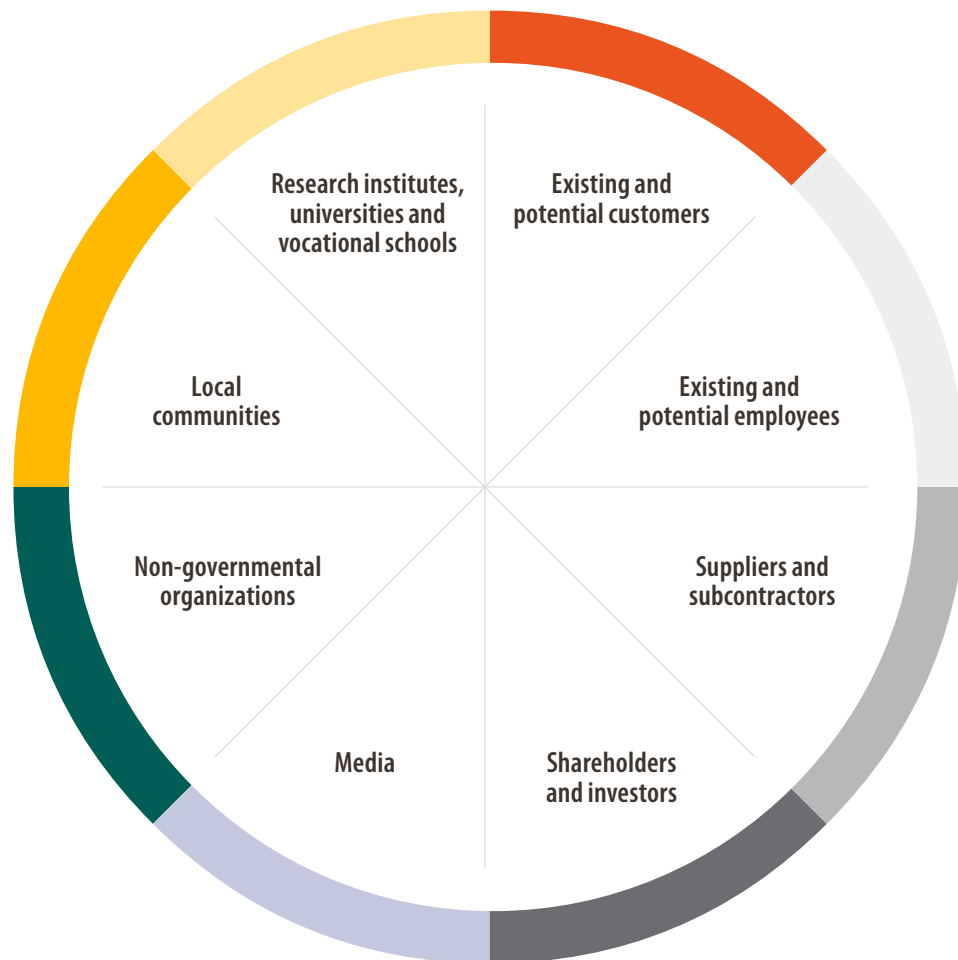 Research institutes,
universities and
vocational schools
Existing and
potential customers
Local
communities
Existing and
potential employees
Non-governmental
organizations
Suppliers and
subcontractors
Media
Shareholders
and investors